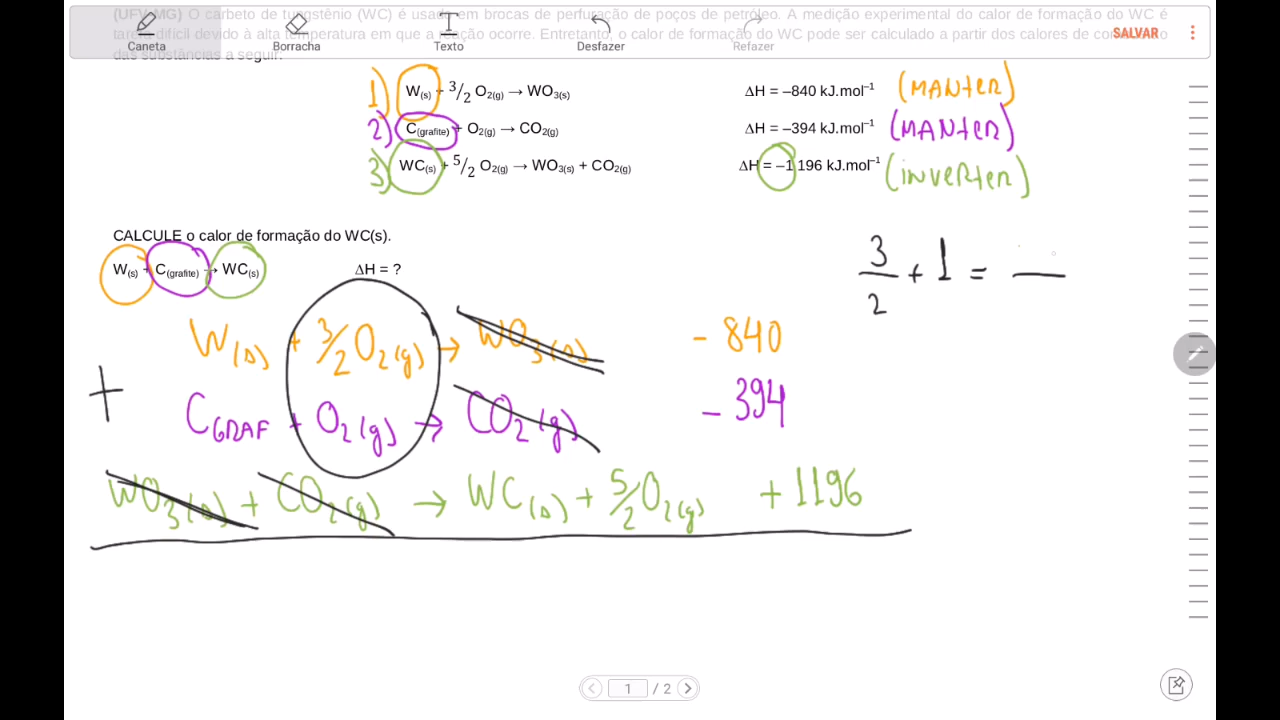 (UFV-MG) O carbeto de tungstênio (WC) é usado em brocas de perfuração de poços de petróleo. A medição experimental do calor de formação do WC é
Caneta
Borracha
Texto
Desfazer
Refazer
SALVAR
tarefa difícil devido à alta temperatura em que a reação ocorre. Entretanto, o calor de formação do WC pode ser calculado a partir dos calores de combustão
das substâncias a seguir:
1) W(s) + 3/2 O2(g) → WO3(s) ΔH = –840 kJ.mol–1 (MANTER)
2) C(grafite) + O2(g) → CO2(g) ΔH = –394 kJ.mol–1 (MANTER)
3) WC(s) + 5/2 O2(g) → WO3(s) + CO2(g) ΔH = –1 196 kJ.mol–1 (INVERTER)
CALCULE o calor de formação do WC(s).
W(s) + C(grafite) → WC(s) ΔH = ?
3/2 + 1 =
W(s) + 3/2 O2(g) → WO3(s) - 840
+ CGRAF + O2(g) → CO2(g) - 394
WO3(s) + CO2(g) → WC(s) + 5/2 O2(g) + 1196
1 / 2